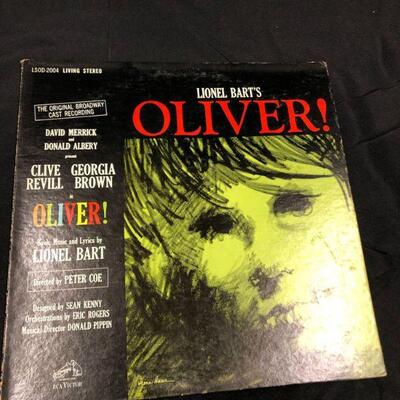 LSOD-2004 LIVING STEREO
THE ORIGINAL BROADWAY
CAST RECORDING
DAVID MERRICK
and
DONALD ALBERY
present
CLIVE GEORGIA
REVILL BROWN
in
OLIVER!
Book, Music and Lyrics by
LIONEL BART
Directed by PETER COE
Designed by SEAN KENNY
Orchestrations by ERIC ROGERS
Musical Director DONALD PIPPIN
RCA VICTOR
LIONEL BART'S
OLIVER!